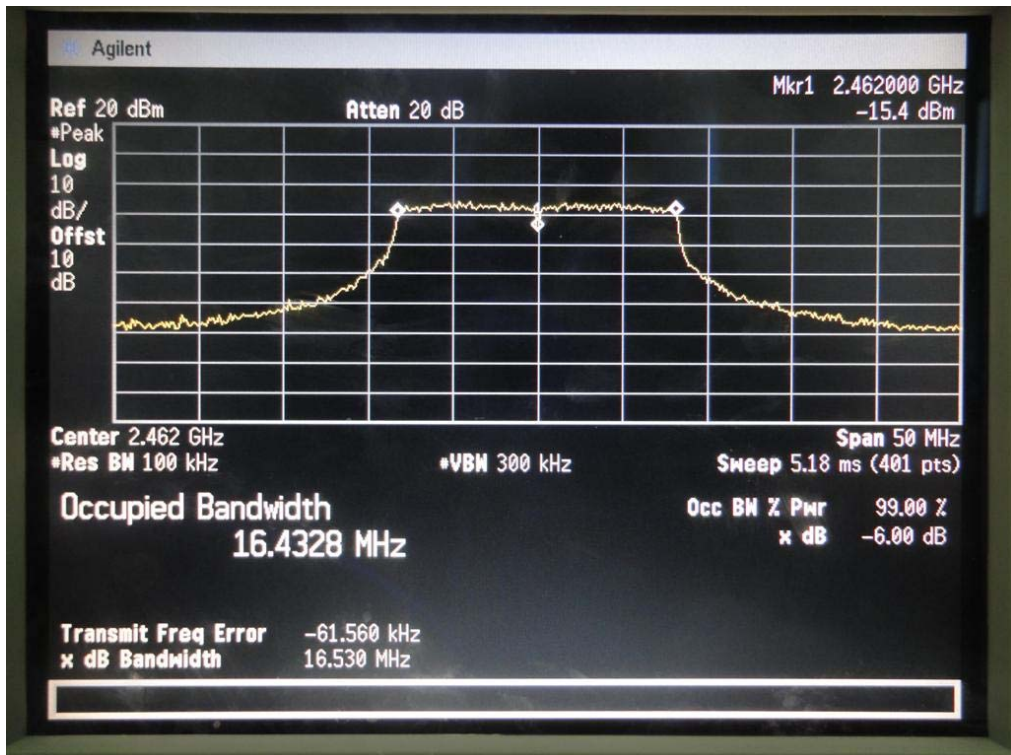 Agilent
Mkr1 2.462000 GHz
Ref 20 dBm Atten 20 dB -15.4 dBm
#Peak
Log
10
dB/
Offst
10
dB
1
Center 2.462 GHz Span 50 MHz
#Res BW 100 kHz #VBW 300 kHz Sweep 5.18 ms (401 pts)
Occupied Bandwidth Occ BW % Pwr 99.00 %
16.4328 MHz x dB -6.00 dB
Transmit Freq Error -61.560 kHz
x dB Bandwidth 16.530 MHz